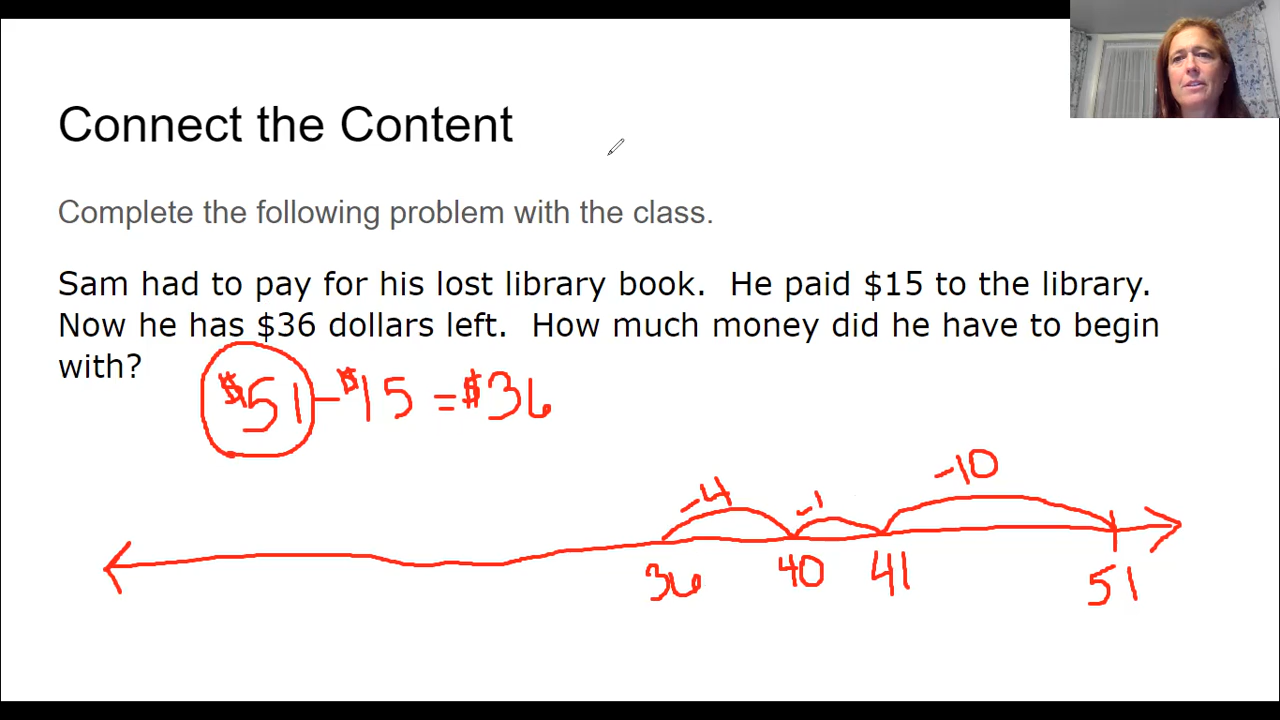 Connect the Content
Complete the following problem with the class.
Sam had to pay for his lost library book.  He paid $15 to the library.
Now he has $36 dollars left.  How much money did he have to begin
with?
$51 - $15 = $36
-4 -1 -10
36 40 41 51